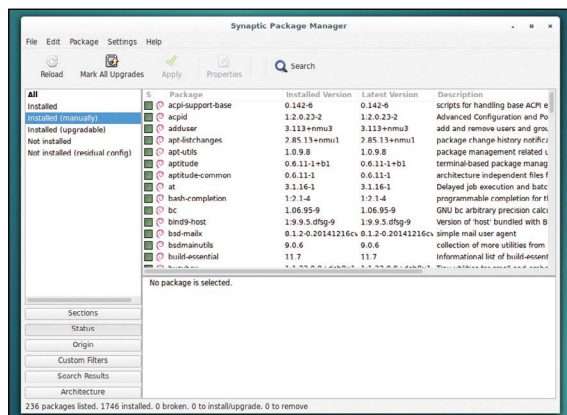 Synaptic Package Manager
File Edit Package Settings Help
Reload Mark All Upgrades Apply Properties Search
All
Installed
Installed (manually)
Installed (upgradable)
Not installed
Not installed (residual config)
S Package Installed Version Latest Version Description
acpi-support-base 0.142-6 0.142-6 scripts for handling base ACPI e
acpid 1:2.0.23-2 1:2.0.23-2 Advanced Configuration and Po
adduser 3.113+nmu3 3.113+nmu3 add and remove users and grou
apt-listchanges 2.85.13+nmu1 2.85.13+nmu1 package change history notifica
apt-utils 1.0.9.8 1.0.9.8 package management related u
aptitude 0.6.11-1+b1 0.6.11-1+b1 terminal-based package manag
aptitude-common 0.6.11-1 0.6.11-1 architecture independent files f
at 3.1.16-1 3.1.16-1 Delayed job execution and batc
bash-completion 1:2.1-4 1:2.1-4 programmable completion for t
bc 1.06.95-9 1.06.95-9 GNU bc arbitrary precision calcu
bind9-host 1:9.9.5.dfsg-9 1:9.9.5.dfsg-9 Version of 'host' bundled with B
bsd-mailx 8.1.2-0.20141216cv 8.1.2-0.20141216cv simple mail user agent
bsdmainutils 9.0.6 9.0.6 collection of more utilities from
build-essential 11.7 11.7 Informational list of build-essent
No package is selected.
Sections
Status
Origin
Custom Filters
Search Results
Architecture
236 packages listed. 1746 installed. 0 broken. 0 to install/upgrade. 0 to remove